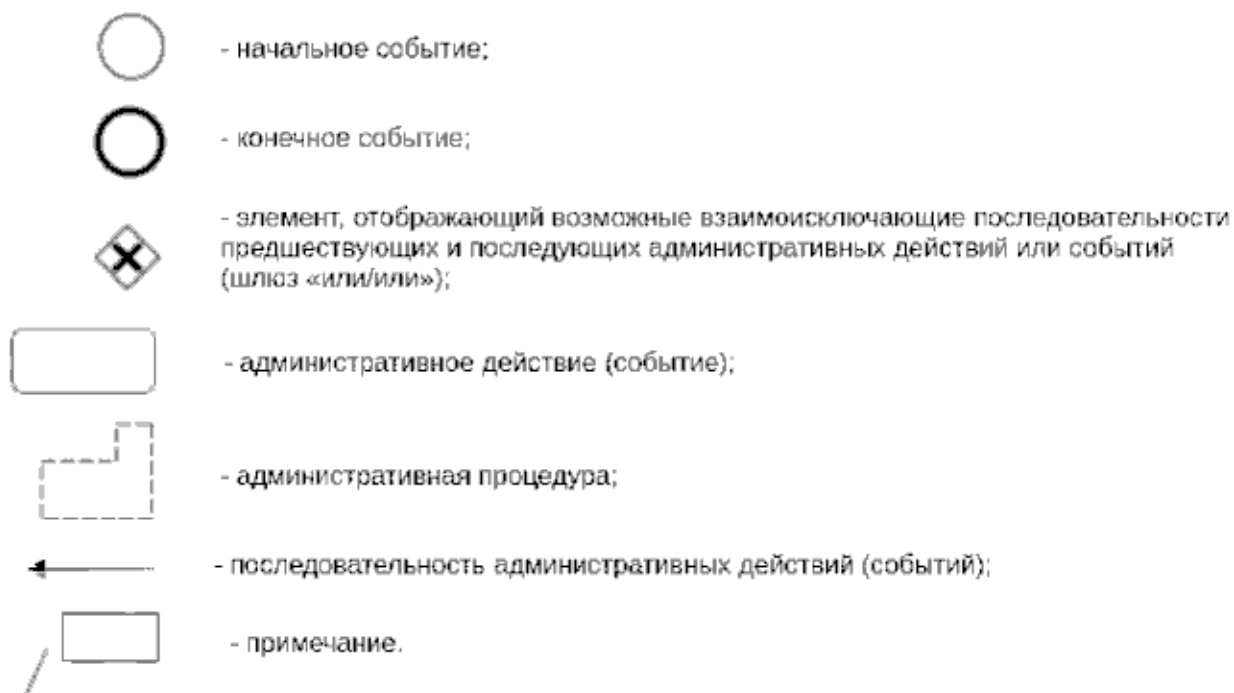 - начальное событие;
- конечное событие;
- элемент, отображающий возможные взаимоисключающие последовательности
предшествующих и последующих административных действий или событий
(шлюз «или/или»);
- административное действие (событие);
- административная процедура;
- последовательность административных действий (событий);
- примечание.